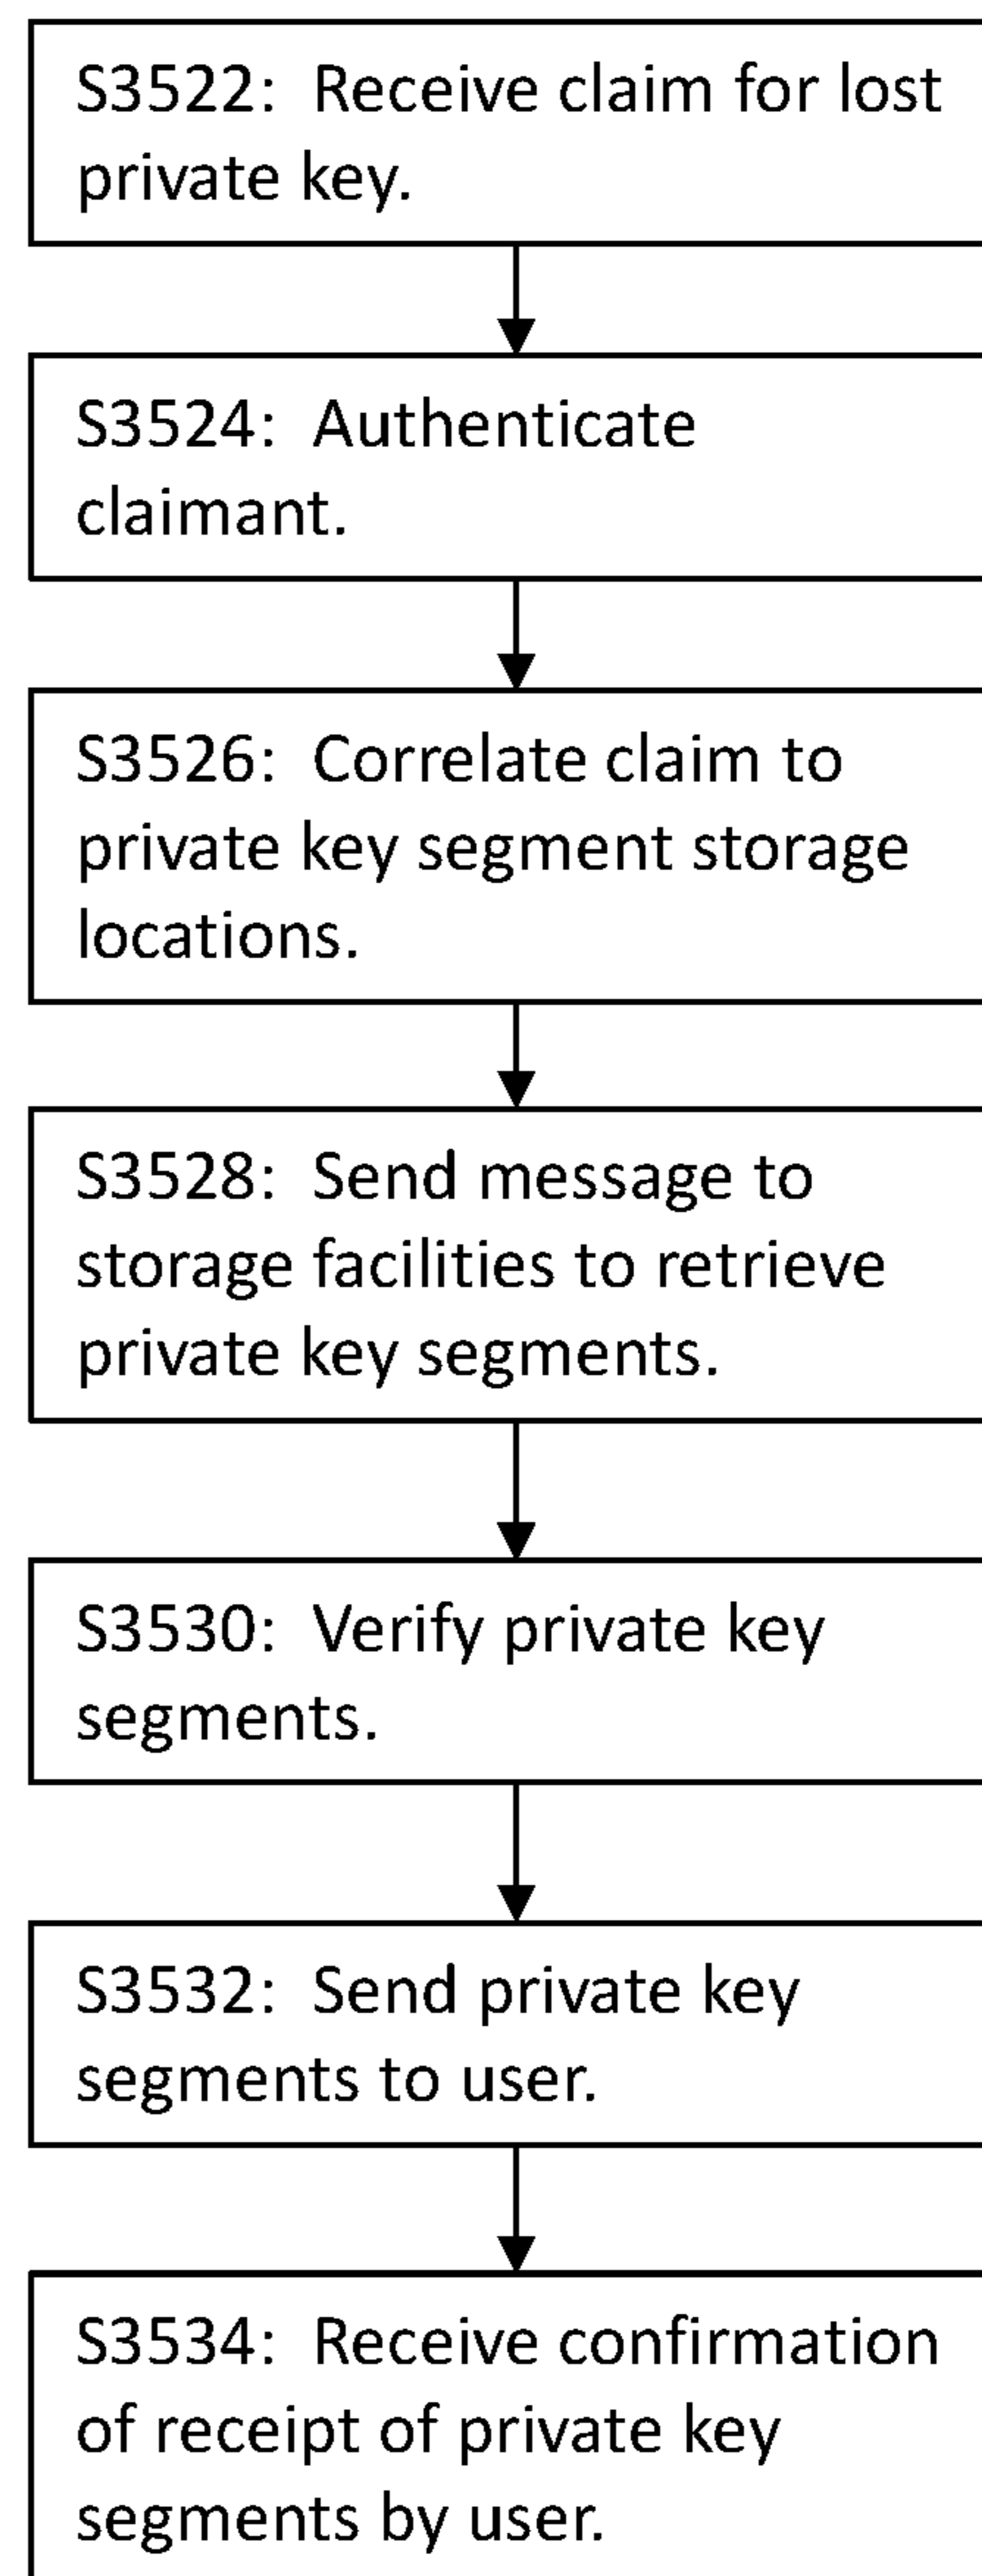 S3522: Receive claim for lost
private key.
S3524: Authenticate
claimant.
S3526: Correlate claim to
private key segment storage
locations.
S3528: Send message to
storage facilities to retrieve
private key segments.
S3530: Verify private key
segments.
S3532: Send private key
segments to user.
S3534: Receive confirmation
of receipt of private key
segments by user.